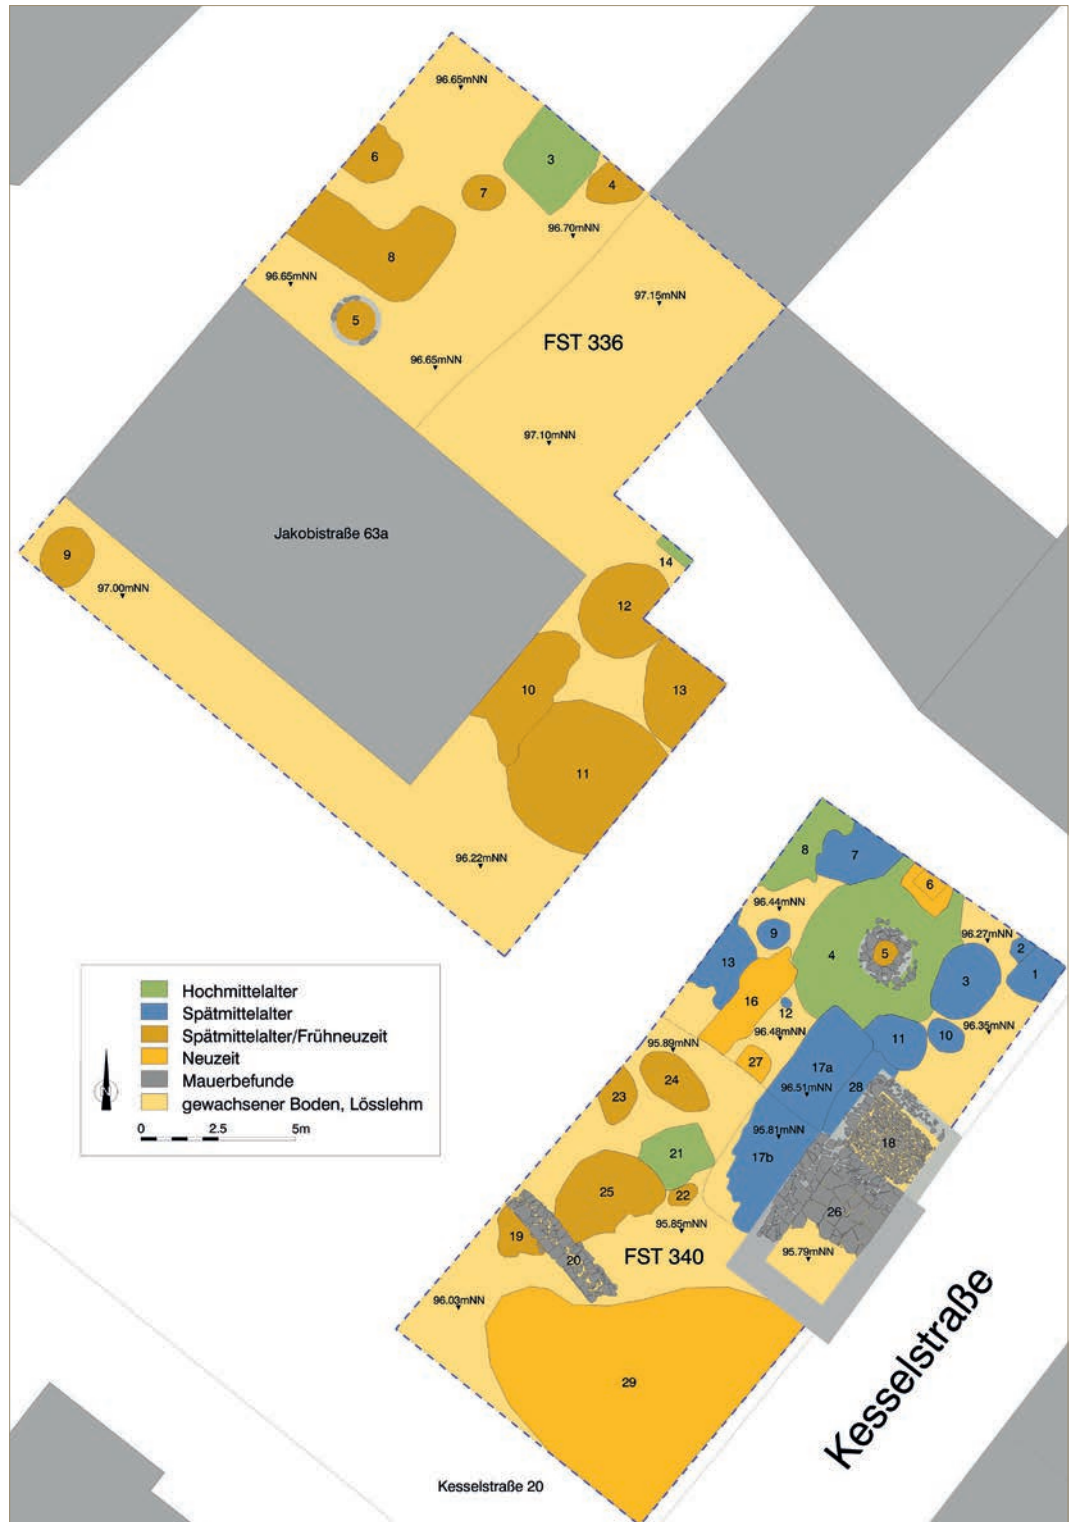 96.65mNN
3
6
4
7
96.70mNN
8
96.65mNN
97.15mNN
5
FST 336
96.65mNN
97.10mNN
Jakobistraße 63a
9
14
97.00mNN
12
10
13
11
96.22mNN
8
7
6
96.44mNN
9
96.27mNN
2
4
5
13
3
1
16
12
96.48mNN
11
10
96.35mNN
95.89mNN
27
17a
28
24
96.51mNN
23
95.81mNN
18
21
17b
25
22
26
95.85mNN
19
20
FST 340
95.79mNN
96.03mNN
29
Hochmittelalter
Spätmittelalter
Spätmittelalter/Frühneuzeit
Neuzeit
Mauerbefunde
gewachsener Boden, Lösslehm
N
0 2.5 5m
Kesselstraße
Kesselstraße 20